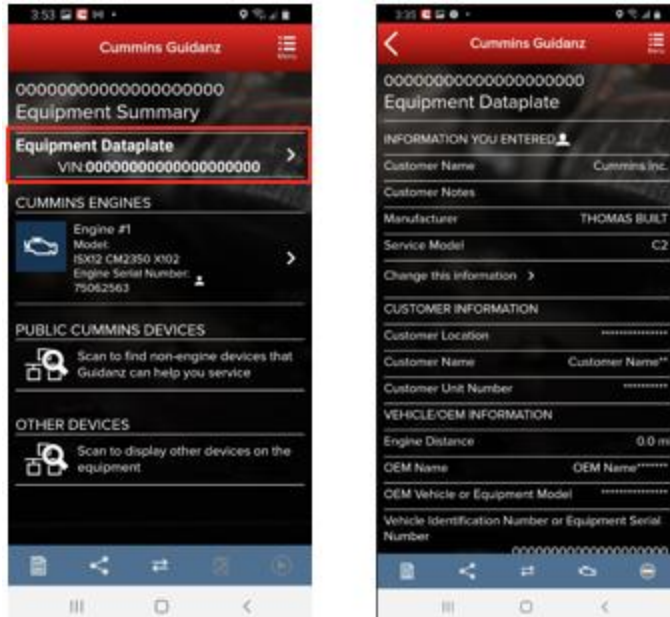 3:53
Cummins Guidanz
Menu
00000000000000000000
Equipment Summary
Equipment Dataplate
VIN:00000000000000000000
CUMMINS ENGINES
Engine #1
Model:
ISX12 CM2350 X102
Engine Serial Number:
75062563
PUBLIC CUMMINS DEVICES
Scan to find non-engine devices that
Guidanz can help you service
OTHER DEVICES
Scan to display other devices on the
equipment
3:35
Cummins Guidanz
Menu
00000000000000000000
Equipment Dataplate
INFORMATION YOU ENTERED
Customer Name Cummins Inc.
Customer Notes
Manufacturer THOMAS BUILT
Service Model C2
Change this information >
CUSTOMER INFORMATION
Customer Location ***************
Customer Name Customer Name**
Customer Unit Number **********
VEHICLE/OEM INFORMATION
Engine Distance 0.0 mi
OEM Name OEM Name*******
OEM Vehicle or Equipment Model ***************
Vehicle Identification Number or Equipment Serial
Number
00000000000000000000